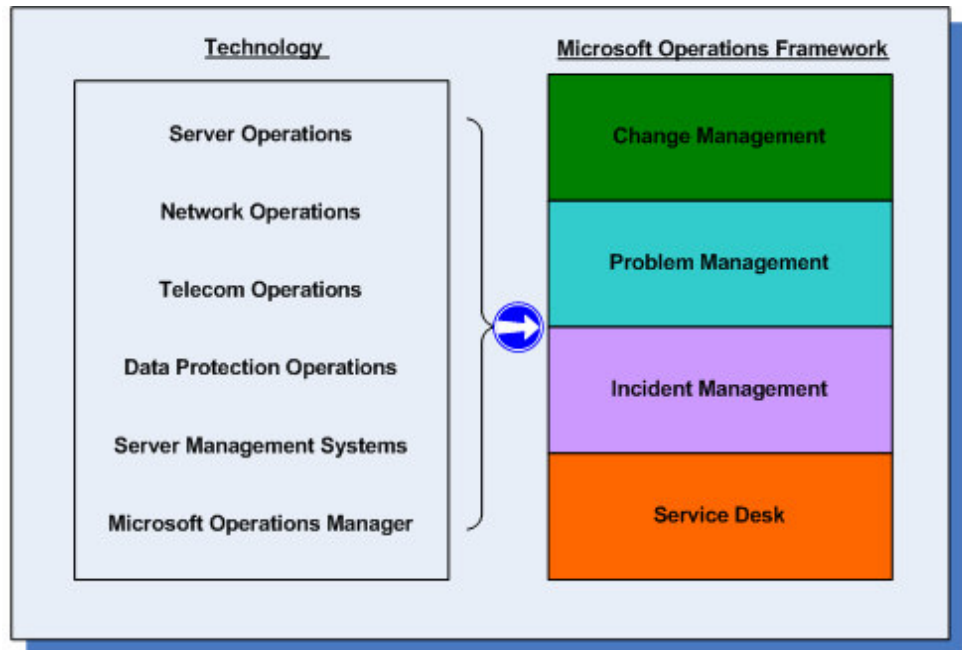 Technology
Server Operations
Network Operations
Telecom Operations
Data Protection Operations
Server Management Systems
Microsoft Operations Manager
Microsoft Operations Framework
Change Management
Problem Management
Incident Management
Service Desk